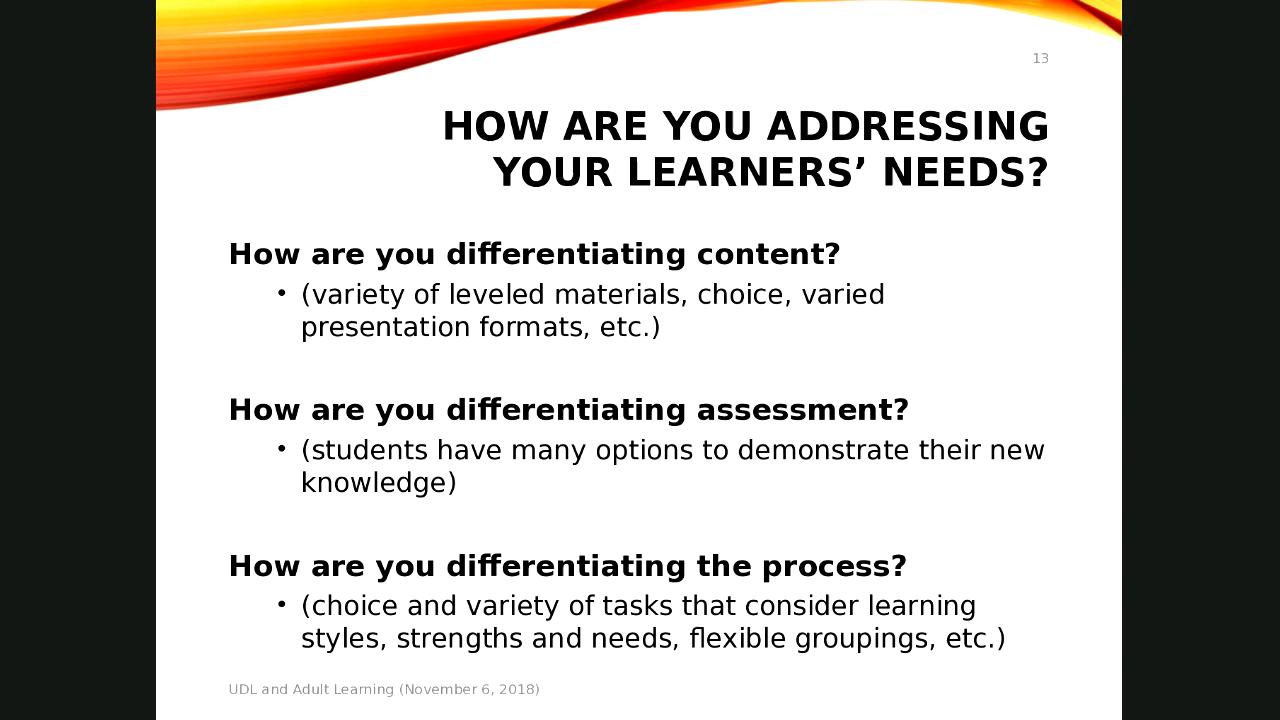 13
HOW ARE YOU ADDRESSING
YOUR LEARNERS’ NEEDS?
How are you differentiating content?
• (variety of leveled materials, choice, varied
presentation formats, etc.)
How are you differentiating assessment?
• (students have many options to demonstrate their new
knowledge)
How are you differentiating the process?
• (choice and variety of tasks that consider learning
styles, strengths and needs, flexible groupings, etc.)
UDL and Adult Learning (November 6, 2018)